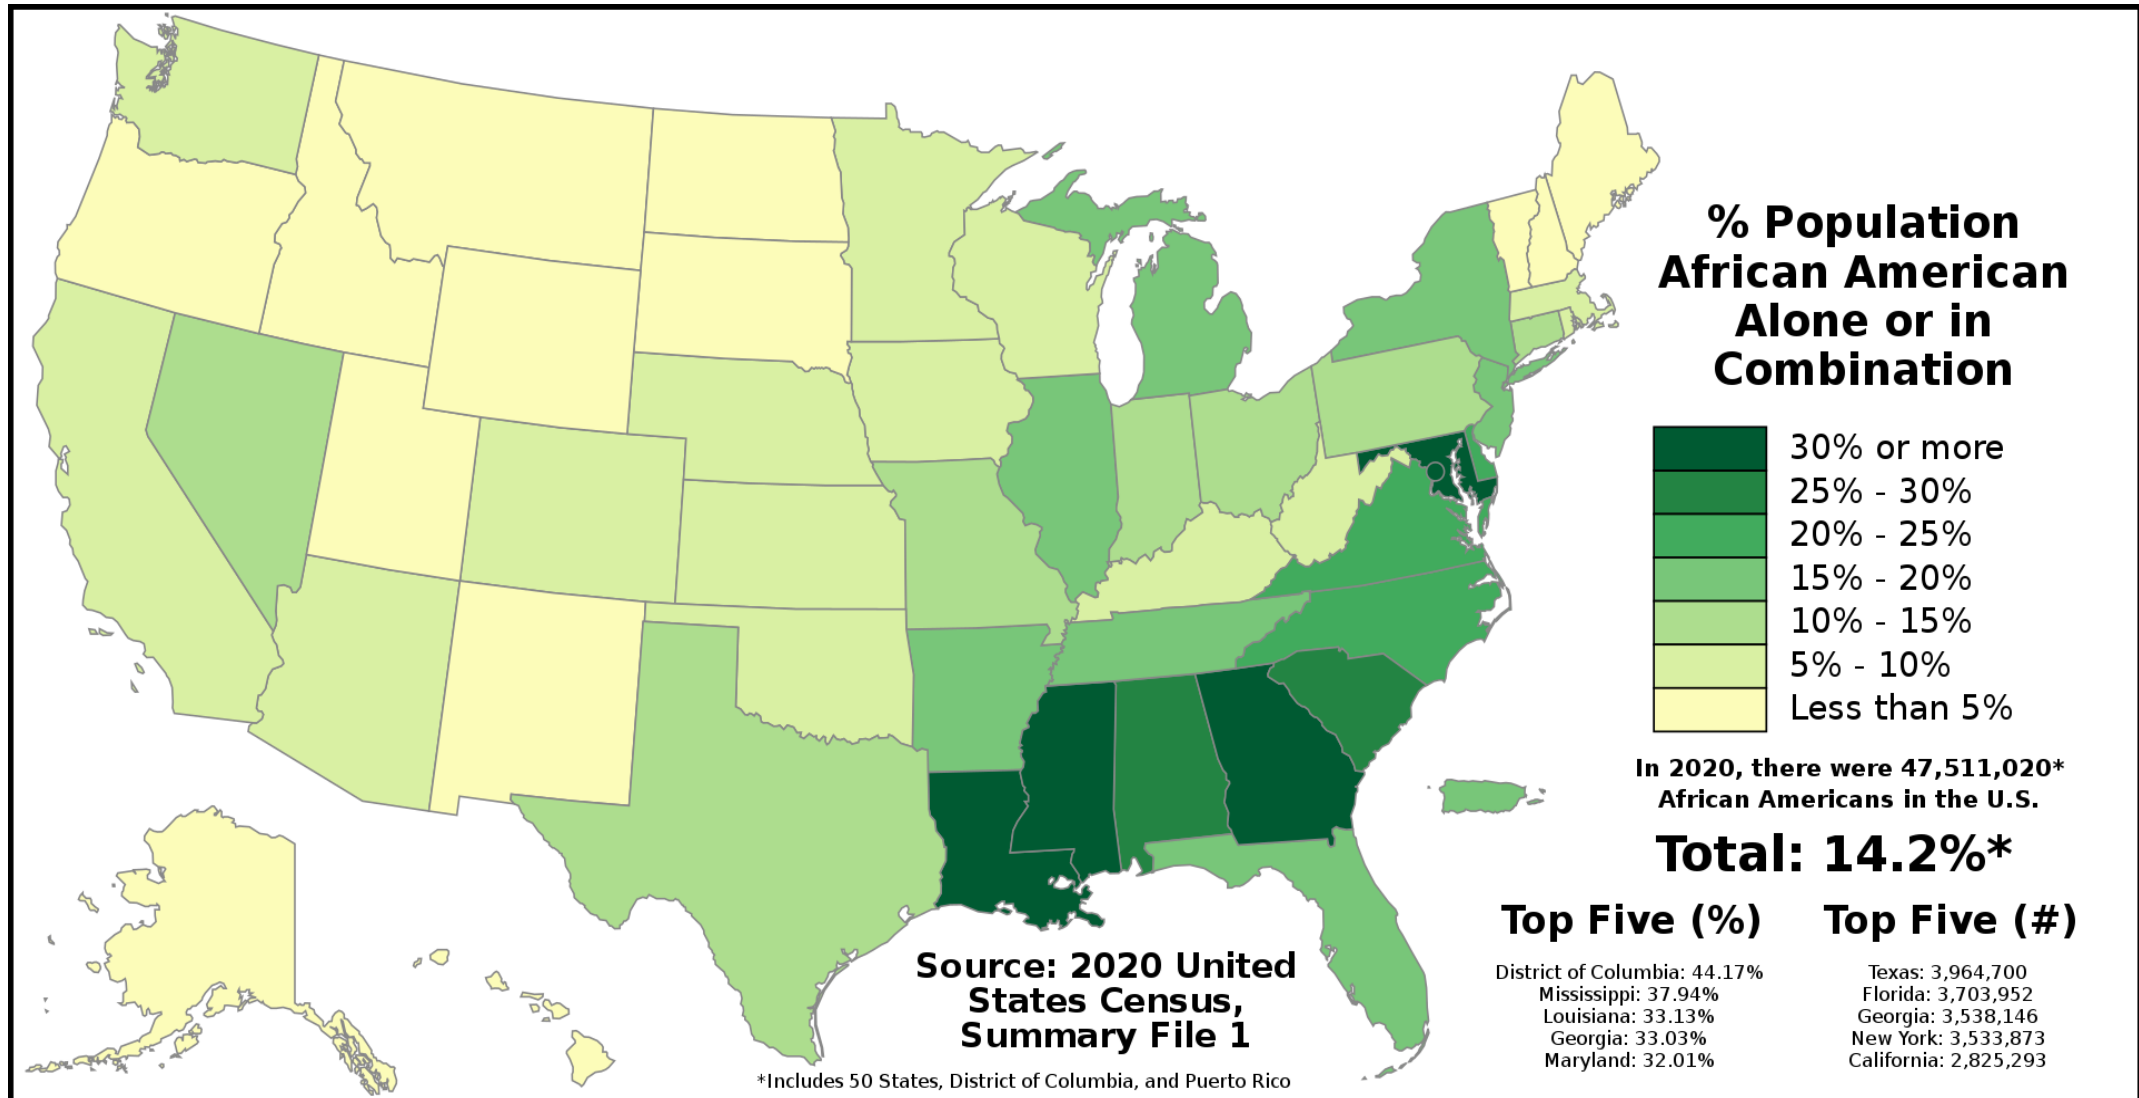 % Population
African American
Alone or in
Combination
30% or more
25% - 30%
20% - 25%
15% - 20%
10% - 15%
5% - 10%
Less than 5%
In 2020, there were 47,511,020*
African Americans in the U.S.
Total: 14.2%*
Top Five (%)
District of Columbia: 44.17%
Mississippi: 37.94%
Louisiana: 33.13%
Georgia: 33.03%
Maryland: 32.01%
Top Five (#)
Texas: 3,964,700
Florida: 3,703,952
Georgia: 3,538,146
New York: 3,533,873
California: 2,825,293
Source: 2020 United
States Census,
Summary File 1
*Includes 50 States, District of Columbia, and Puerto Rico